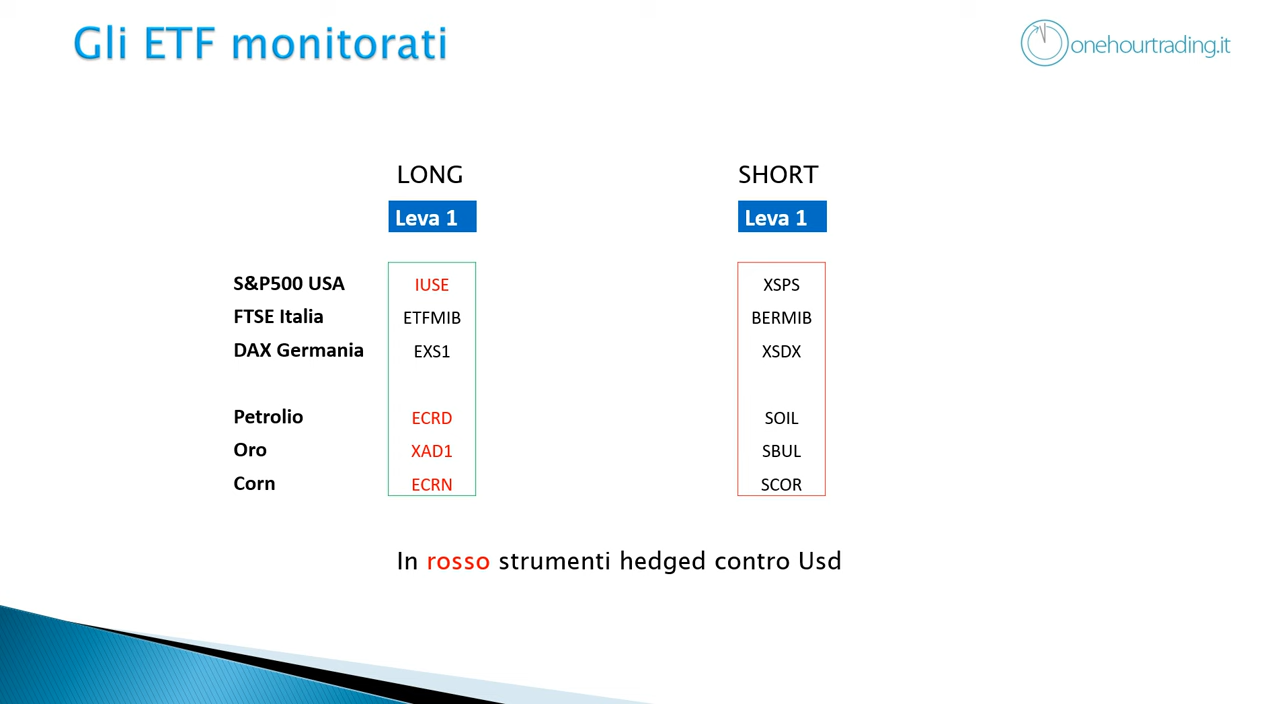 Gli ETF monitorati
onehourtrading.it
LONG SHORT
Leva 1 Leva 1
S&P500 USA IUSE XSPS
FTSE Italia ETFMIB BERMIB
DAX Germania EXS1 XSDX
Petrolio ECRD SOIL
Oro XAD1 SBUL
Corn ECRN SCOR
In rosso strumenti hedged contro Usd